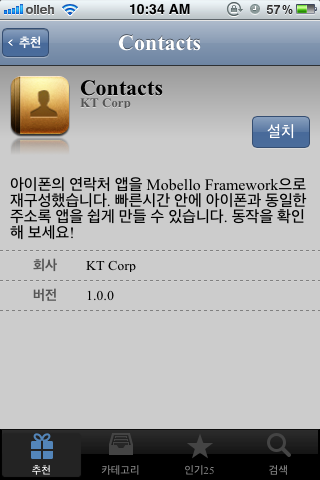 olleh 10:34 AM 57%
추천 Contacts
Contacts
KT Corp
설치
아이폰의 연락처 앱을 Mobello Framework으로
재구성했습니다. 빠른시간 안에 아이폰과 동일한
주소록 앱을 쉽게 만들 수 있습니다. 동작을 확인
해 보세요!
회사 KT Corp
버전 1.0.0
추천 카테고리 인기25 검색